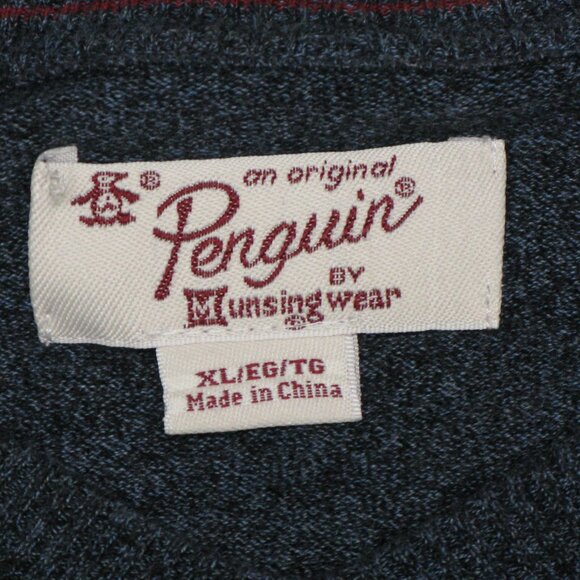 an original
Penguin®
BY
Munsingwear
®
®
XL/EG/TG
Made in China